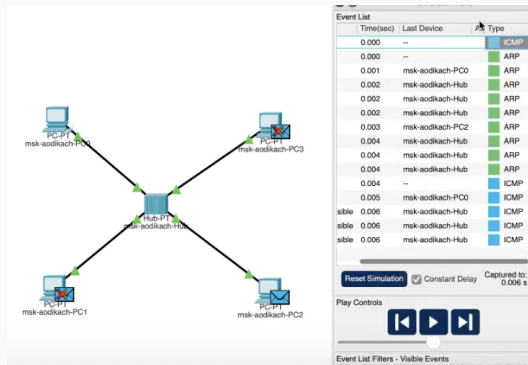 Event List
Time(sec) Last Device Type
0.000 -- ICMP
0.000 -- ARP
0.001 msk-aodikach-PC0 ARP
0.002 msk-aodikach-Hub ARP
0.002 msk-aodikach-Hub ARP
0.002 msk-aodikach-Hub ARP
0.003 msk-aodikach-PC2 ARP
0.004 msk-aodikach-Hub ARP
0.004 msk-aodikach-Hub ARP
0.004 msk-aodikach-Hub ARP
0.004 -- ICMP
0.005 msk-aodikach-PC0 ICMP
sible 0.006 msk-aodikach-Hub ICMP
sible 0.006 msk-aodikach-Hub ICMP
sible 0.006 msk-aodikach-Hub ICMP
Reset Simulation Constant Delay Captured to:
0.006 s
Play Controls
Event List Filters - Visible Events
PC-PT
msk-aodikach-PC0
PC-PT
msk-aodikach-PC3
Hub-PT
msk-aodikach-Hub
PC-PT
msk-aodikach-PC1
PC-PT
msk-aodikach-PC2